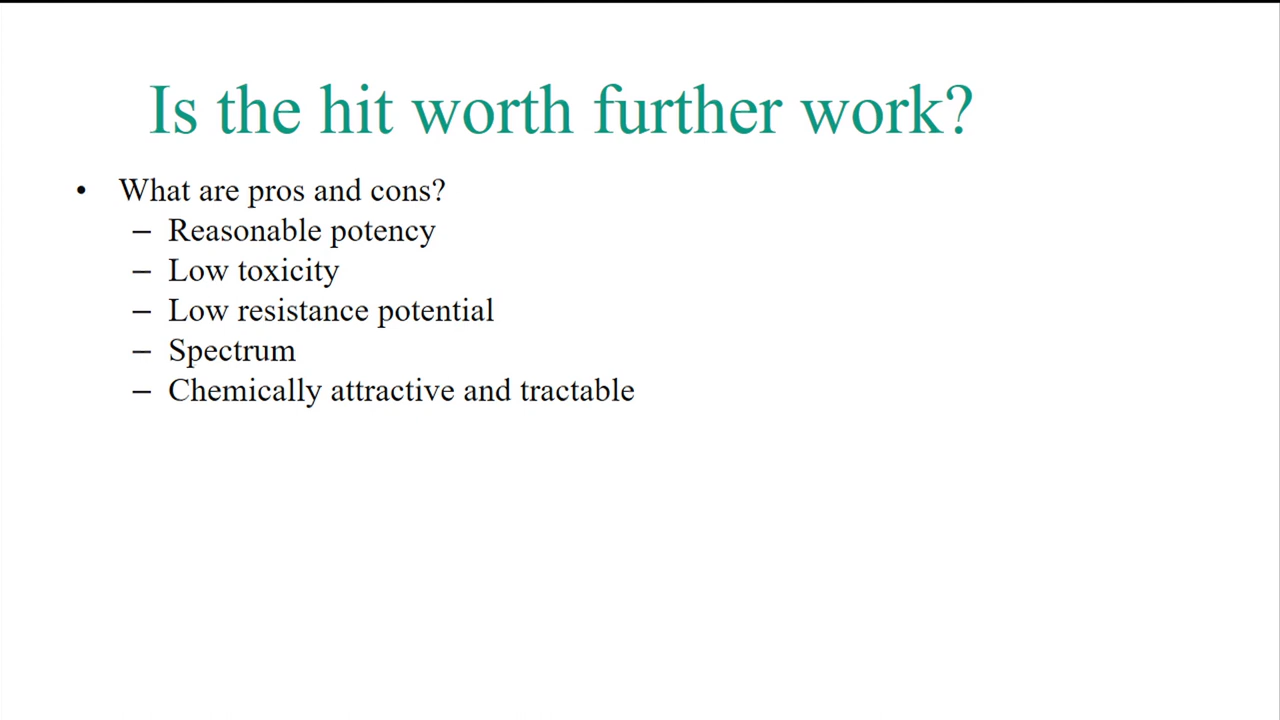 Is the hit worth further work?
• What are pros and cons?
– Reasonable potency
– Low toxicity
– Low resistance potential
– Spectrum
– Chemically attractive and tractable